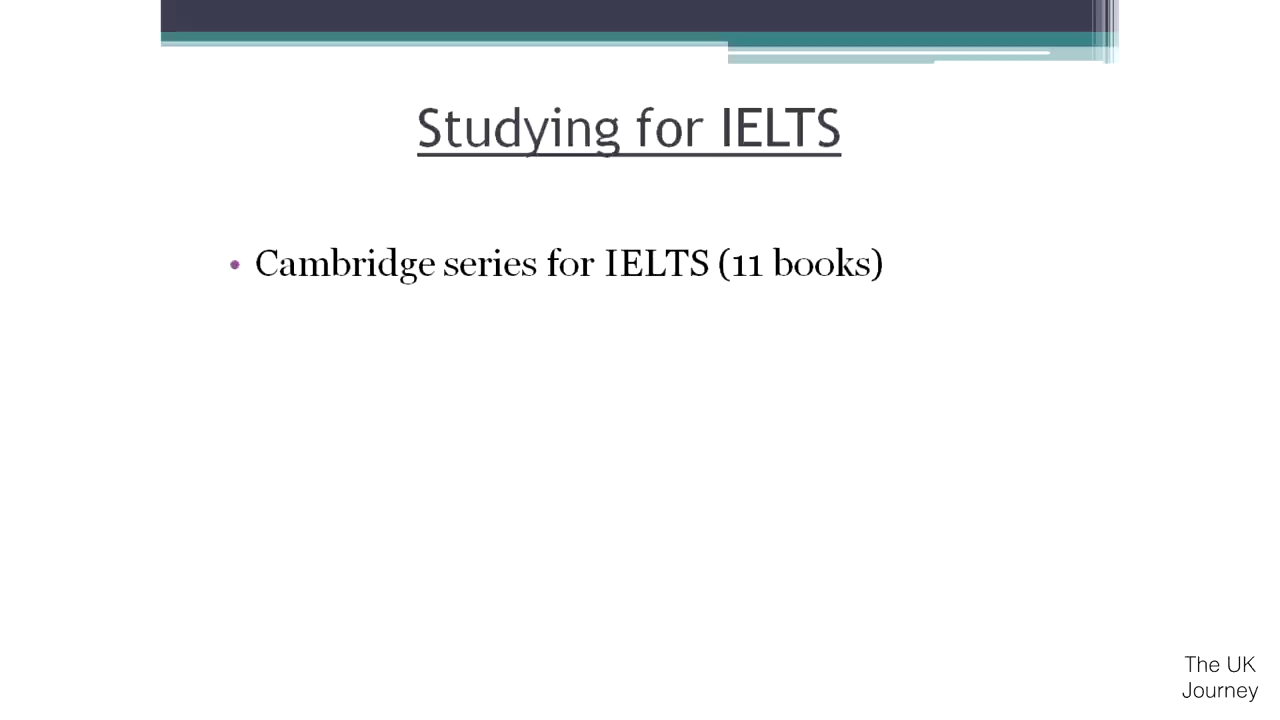 Studying for IELTS
• Cambridge series for IELTS (11 books)
The UK
Journey